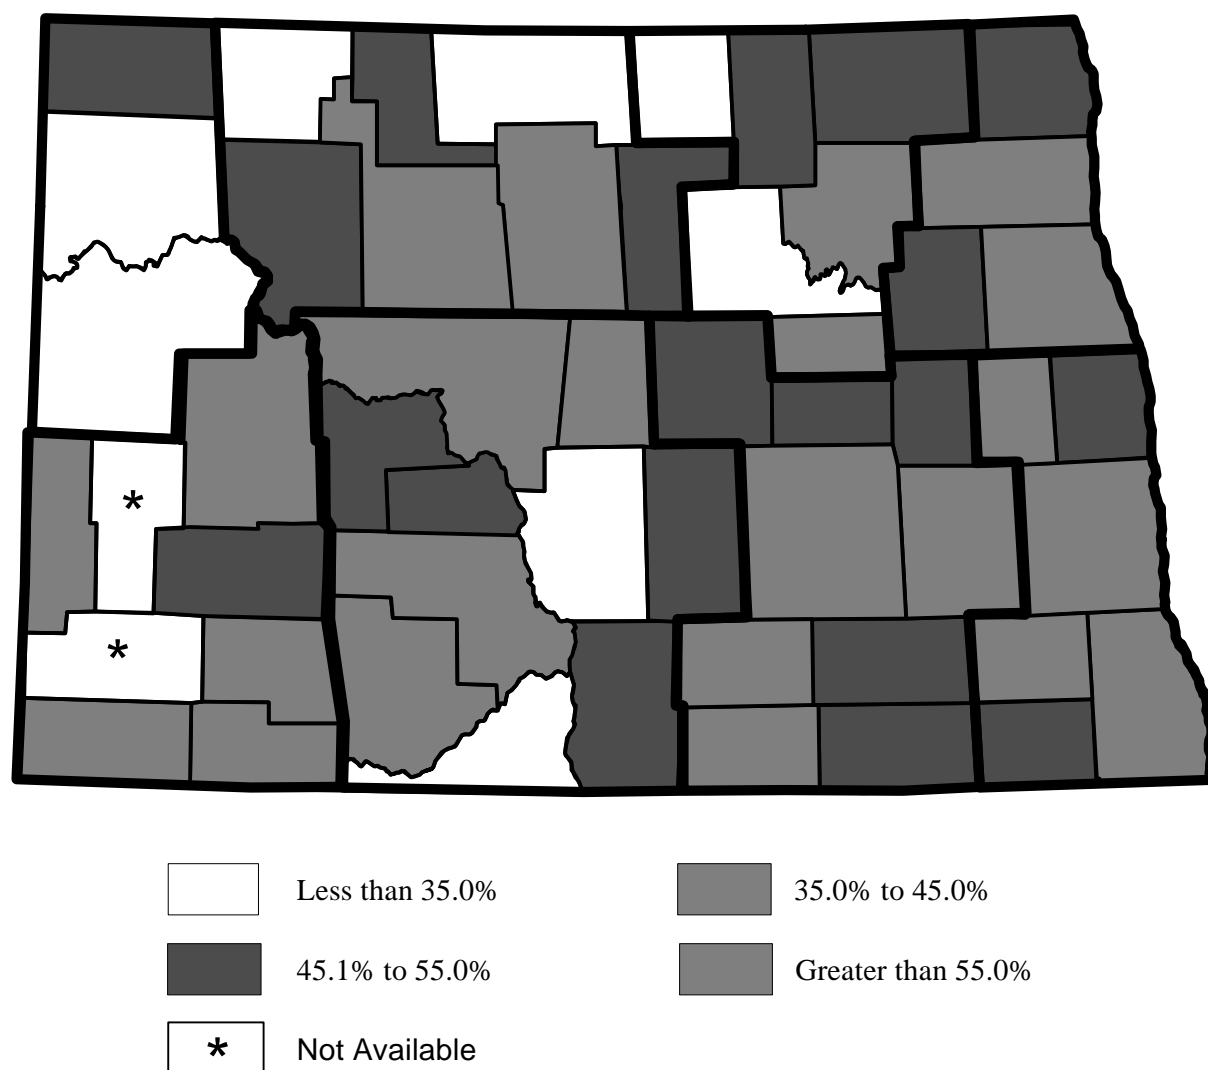 *
*
Less than 35.0%
35.0% to 45.0%
45.1% to 55.0%
Greater than 55.0%
* Not Available